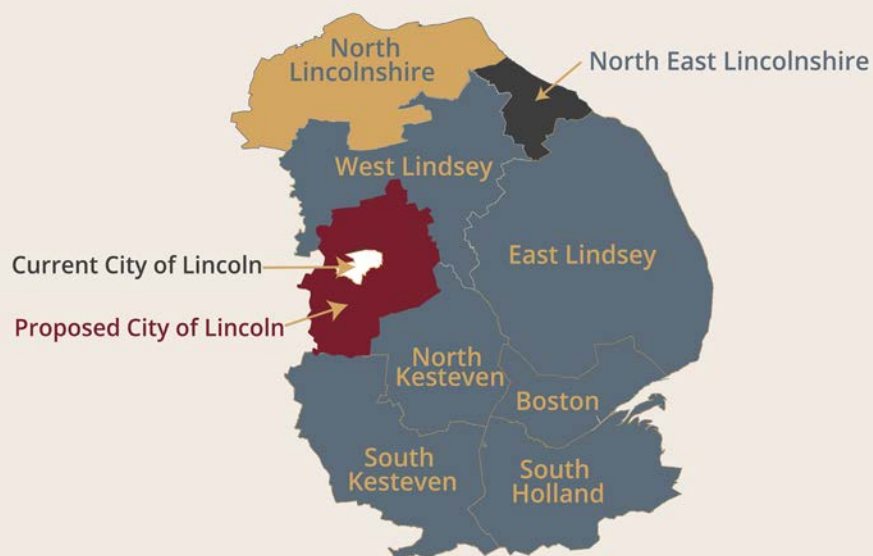 North
Lincolnshire
North East Lincolnshire
West Lindsey
East Lindsey
Current City of Lincoln
Proposed City of Lincoln
North
Kesteven
Boston
South
Kesteven
South
Holland